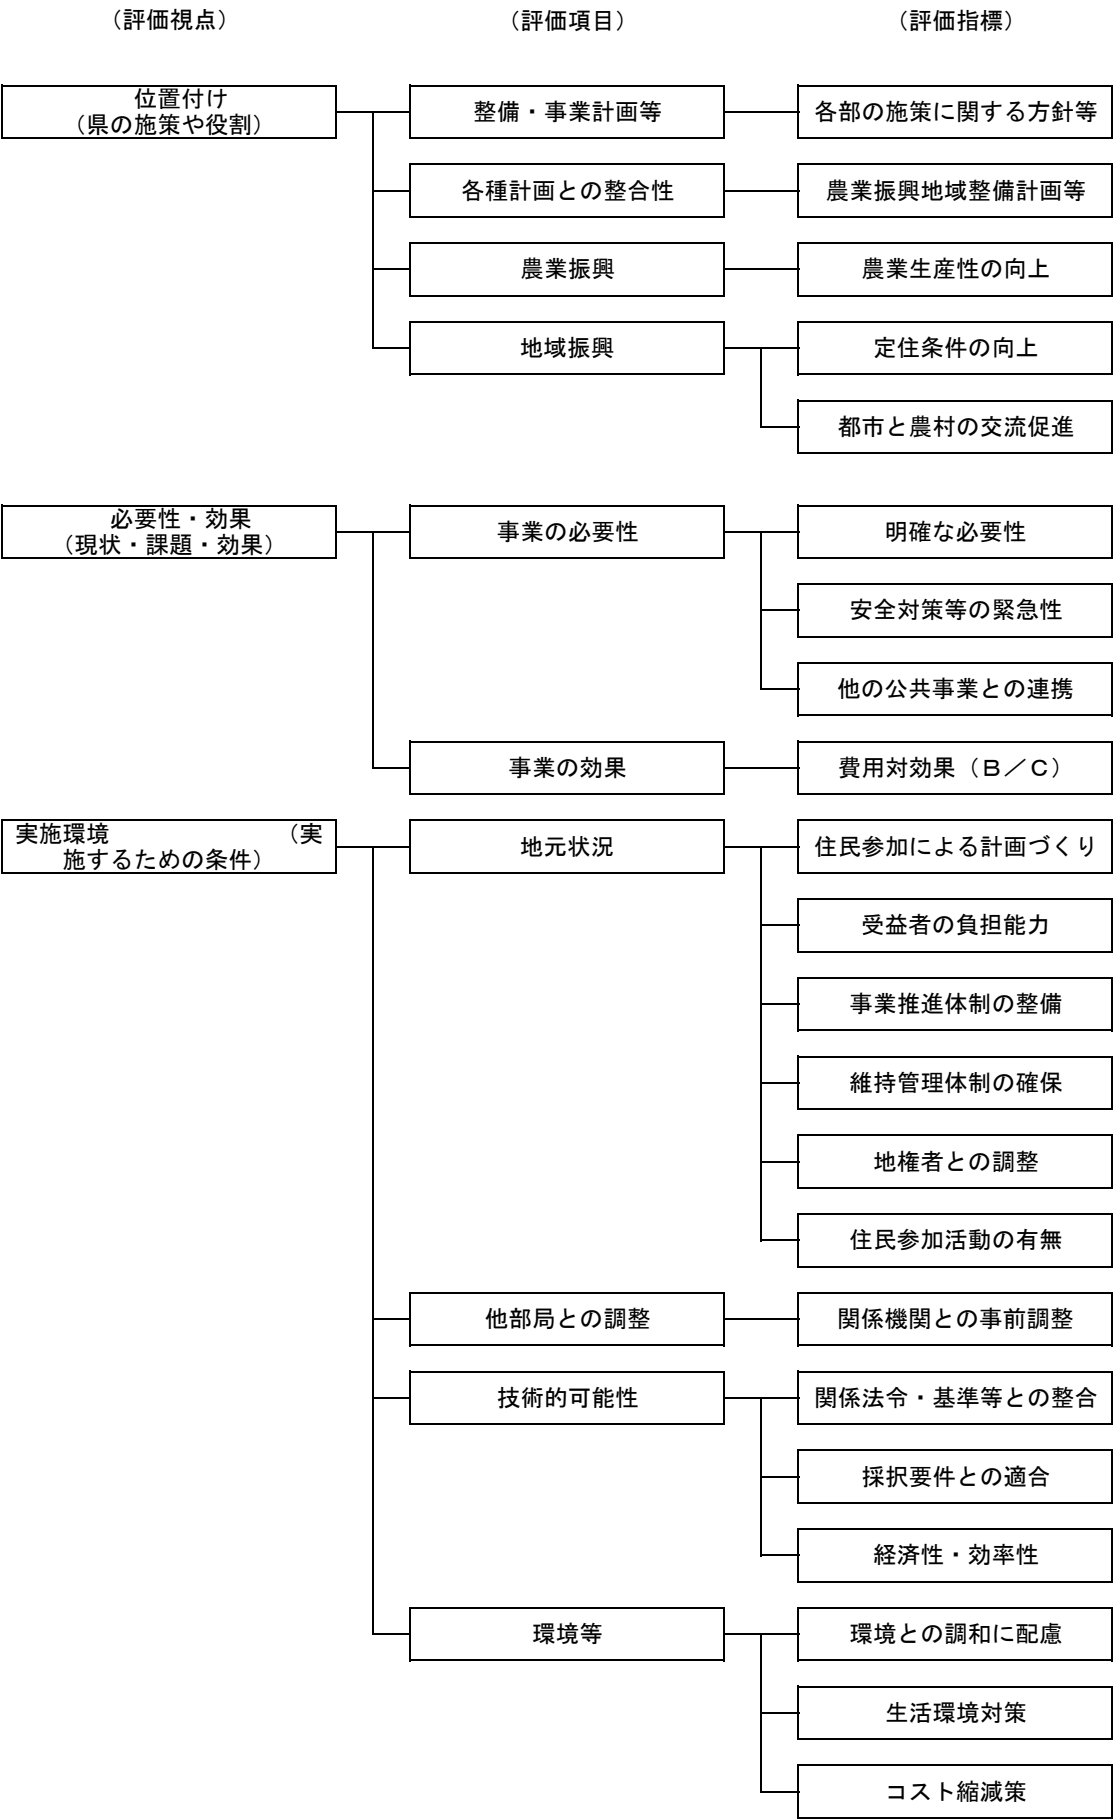 （評価視点）
（評価項目）
（評価指標）
位置付け
（県の施策や役割）
整備・事業計画等
各部の施策に関する方針等
各種計画との整合性
農業振興地域整備計画等
農業振興
農業生産性の向上
地域振興
定住条件の向上
都市と農村の交流促進
必要性・効果
（現状・課題・効果）
事業の必要性
明確な必要性
安全対策等の緊急性
他の公共事業との連携
事業の効果
費用対効果（Ｂ／｣）
実施環境　　　　　　　（実
施するための条件）
地元状況
住民参加による計画づくり
受益者の負担能力
事業推進体制の整備
維持管理体制の確保
地権者との調整
住民参加活動の有無
他部局との調整
関係機関との事前調整
技術的可能性
関係法令・基準等との整合
採択要件との適合
経済性・効率性
環境等
環境との調和に配慮
生活環境対策
コスト縮減策